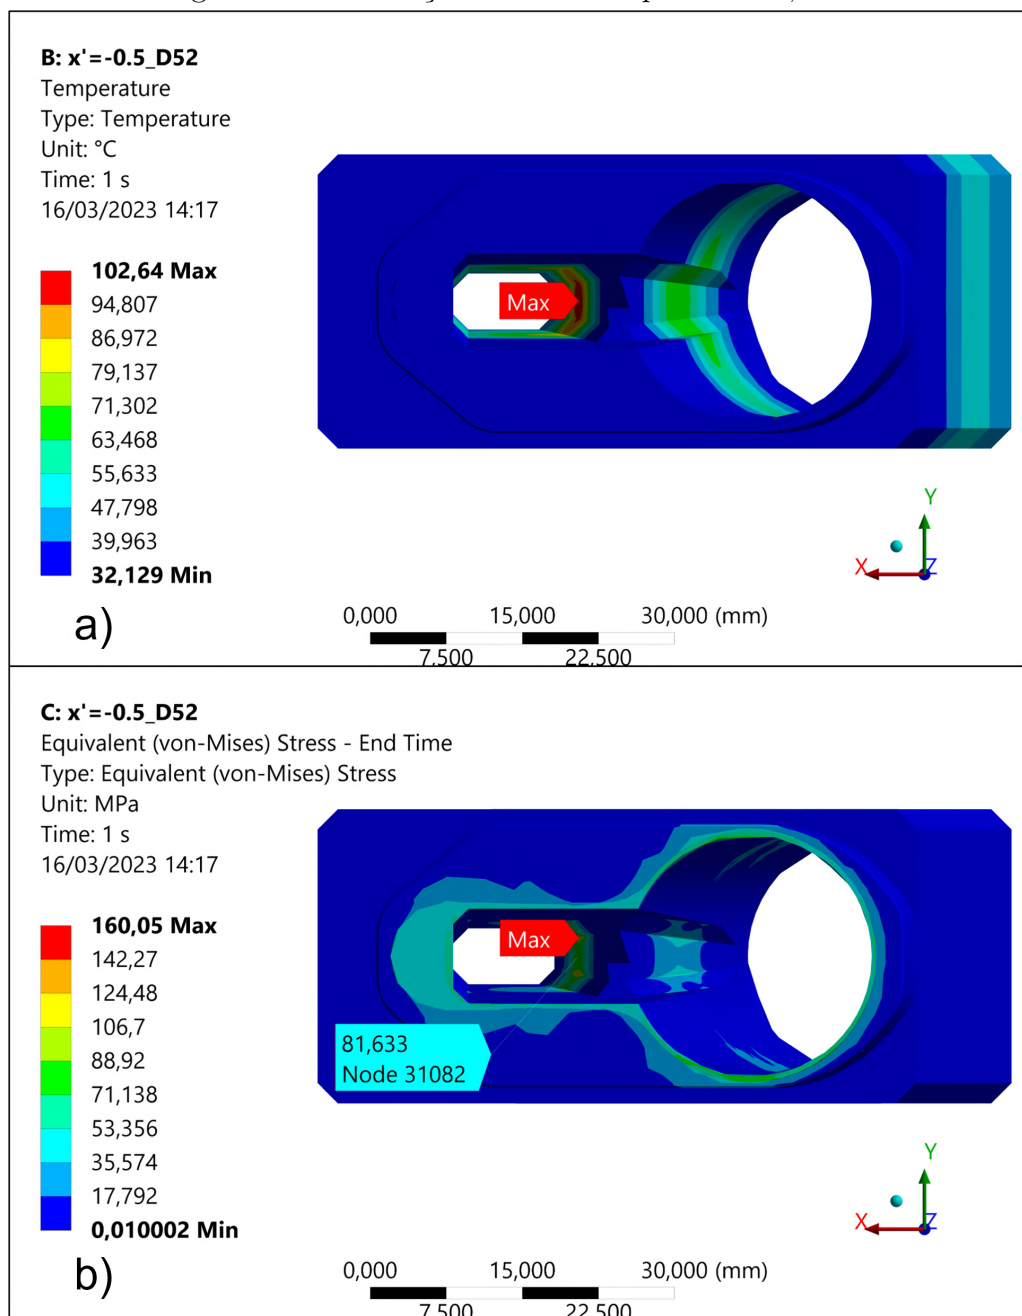 B: x'=-0.5_D52
Temperature
Type: Temperature
Unit: °C
Time: 1 s
16/03/2023 14:17
102,64 Max
94,807
86,972
79,137
71,302
63,468
55,633
47,798
39,963
32,129 Min
Max
Y
X
Z
a)
0,000 15,000 30,000 (mm)
7,500 22,500
C: x'=-0.5_D52
Equivalent (von-Mises) Stress - End Time
Type: Equivalent (von-Mises) Stress
Unit: MPa
Time: 1 s
16/03/2023 14:17
160,05 Max
142,27
124,48
106,7
88,92
71,138
53,356
35,574
17,792
0,010002 Min
Max
81,633
Node 31082
Y
X
Z
b)
0,000 15,000 30,000 (mm)
7,500 22,500